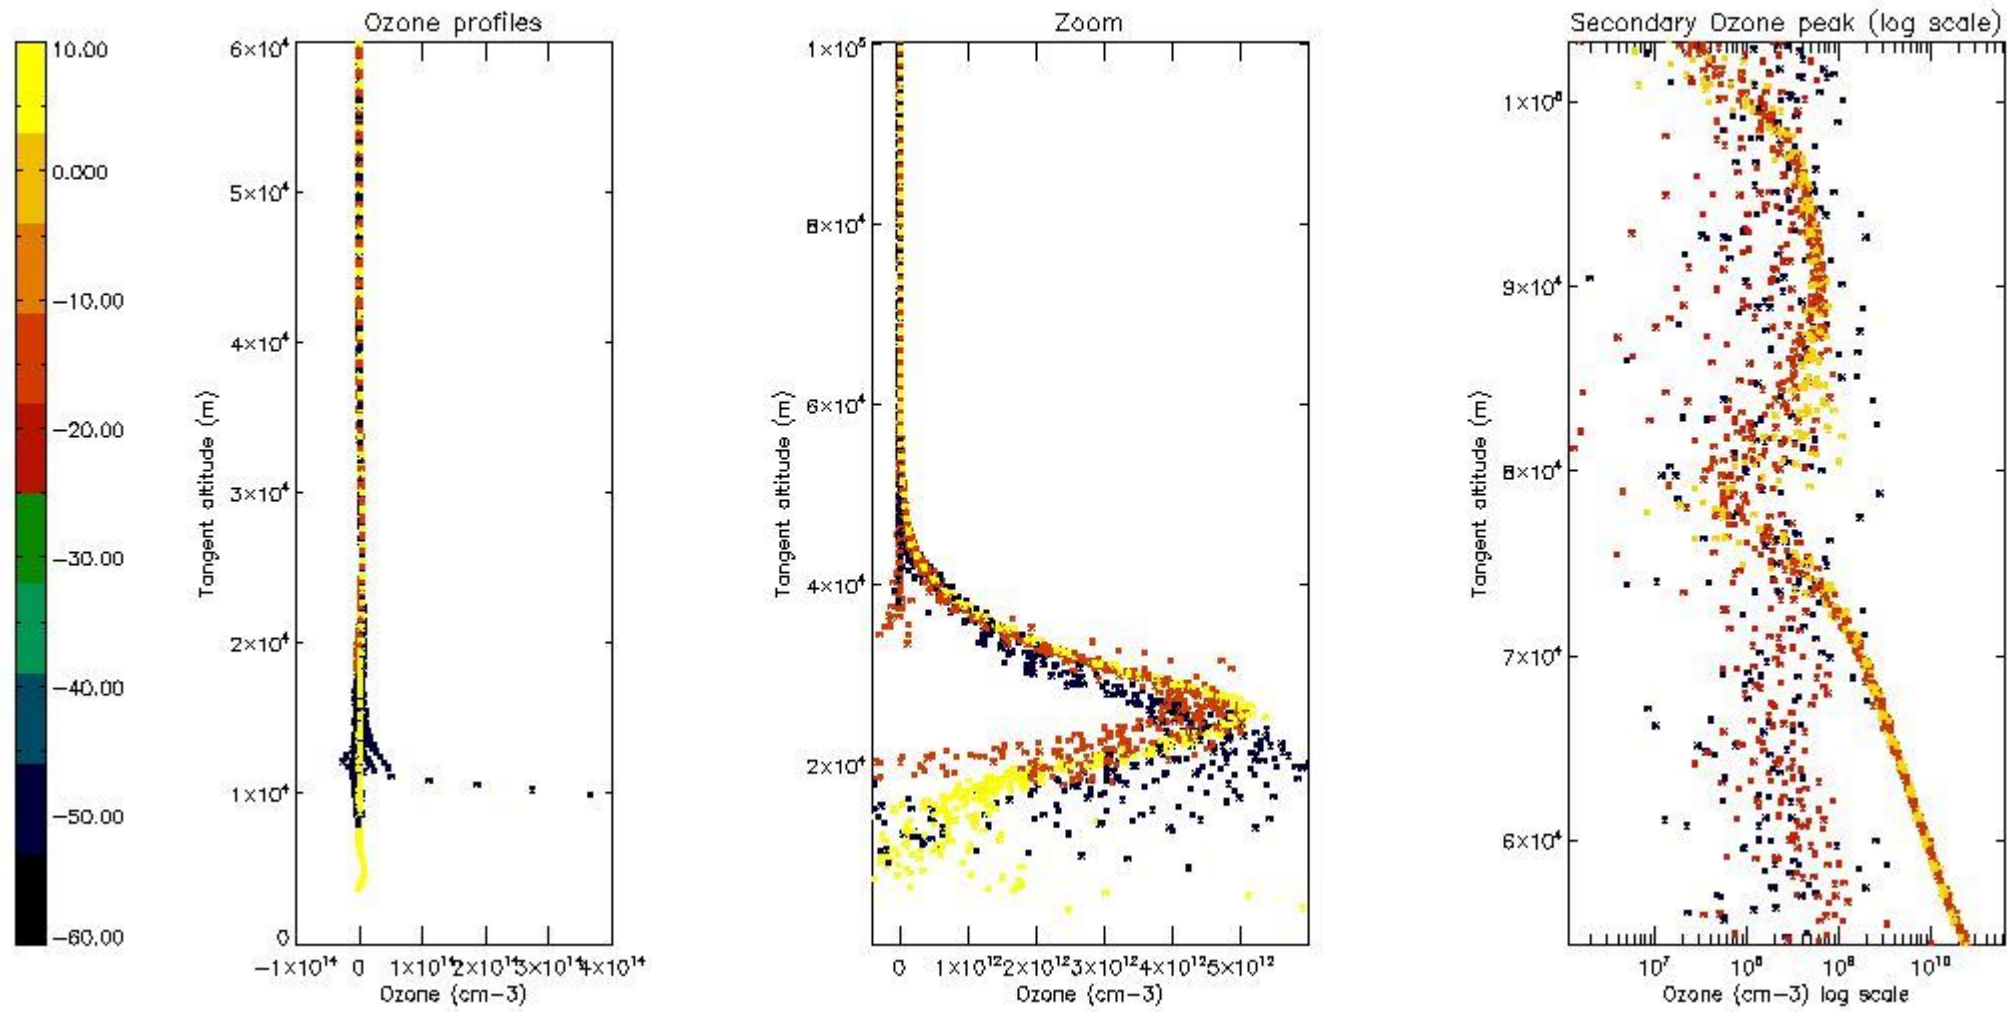 Ozone profiles
Zoom
Secondary Ozone peak (log scale)
10.00
0.000
−10.00
−20.00
−30.00
−40.00
−50.00
−60.00
6×10⁴
5×10⁴
4×10⁴
3×10⁴
2×10⁴
1×10⁴
0
Tangent altitude (m)
−1×10¹⁴ 0 1×10¹⁴ 2×10¹⁴ 3×10¹⁴ 4×10¹⁴
Ozone (cm−3)
1×10⁵
8×10⁴
6×10⁴
4×10⁴
2×10⁴
Tangent altitude (m)
0 1×10¹² 2×10¹² 3×10¹² 4×10¹² 5×10¹²
Ozone (cm−3)
1×10⁵
9×10⁴
8×10⁴
7×10⁴
6×10⁴
Tangent altitude (m)
10⁷ 10⁸ 10⁹ 10¹⁰
Ozone (cm−3) log scale